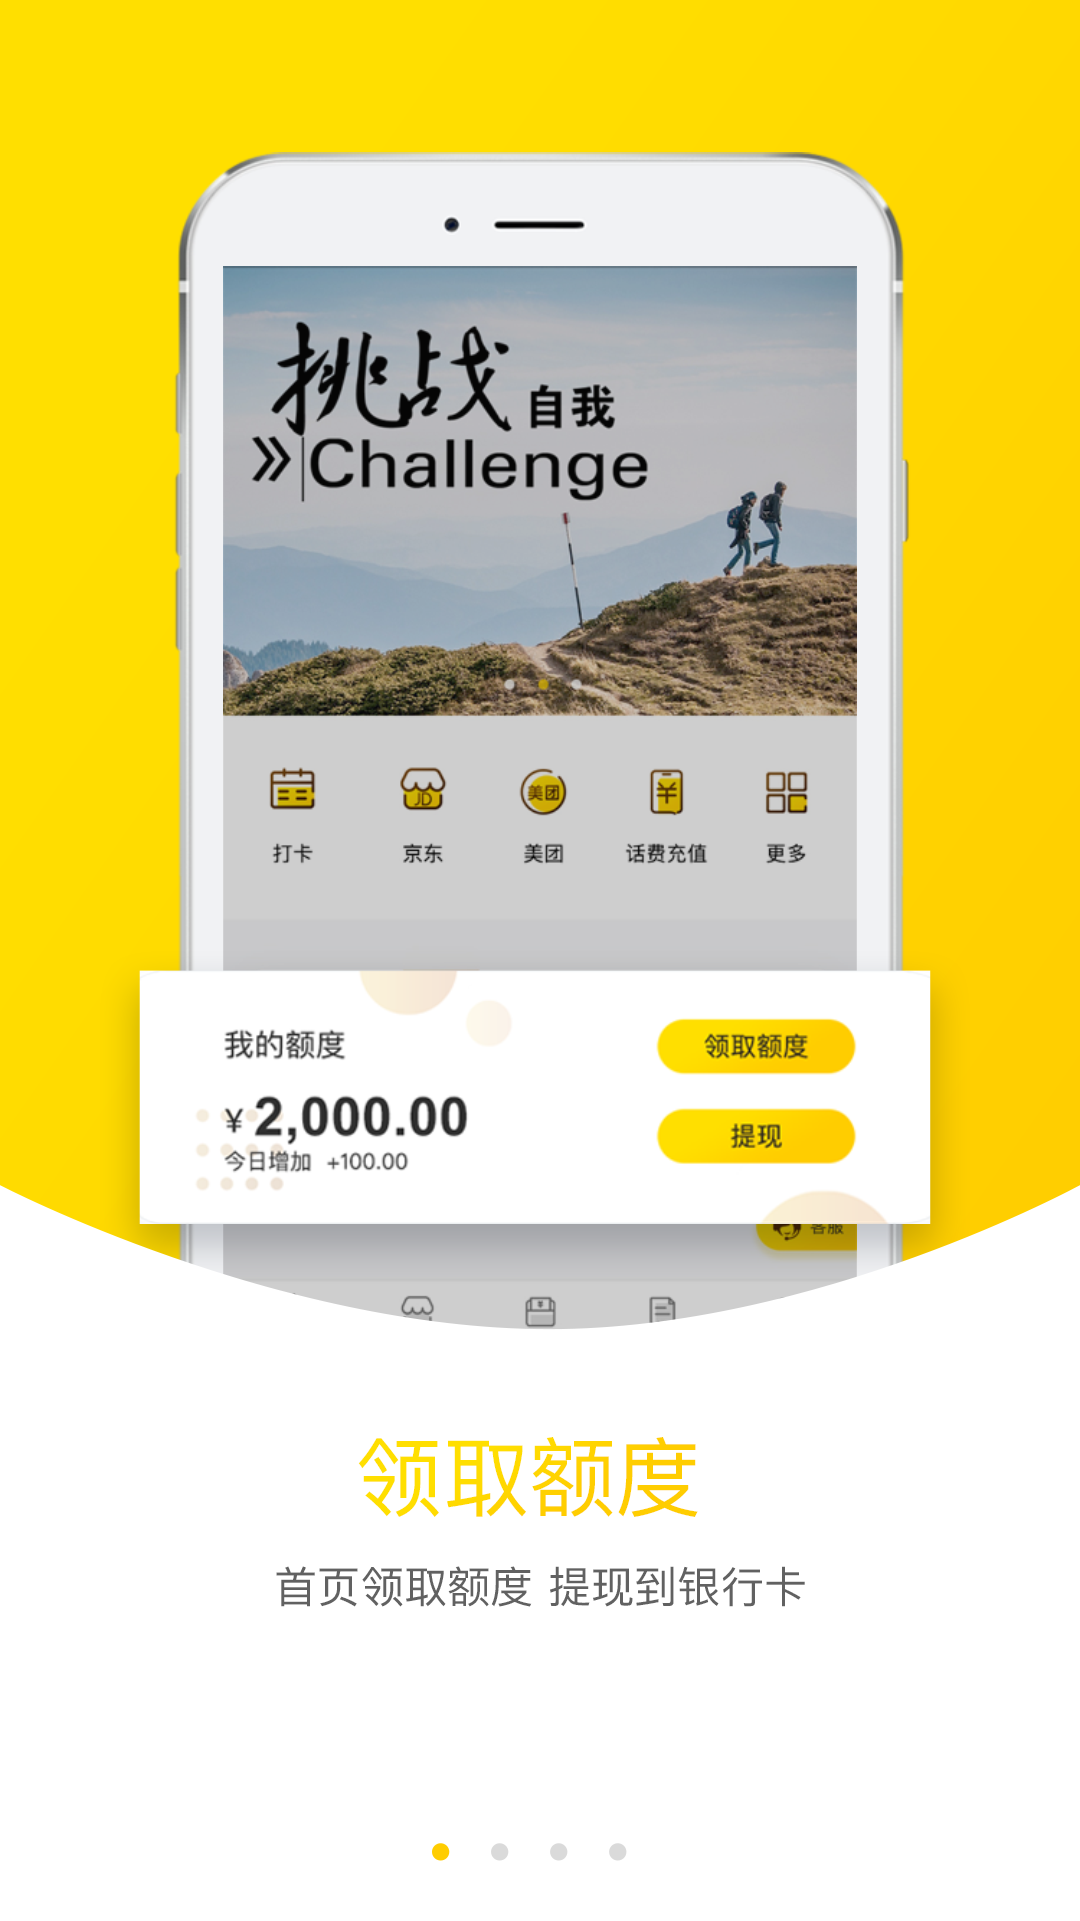 挑战自我
Challenge
JD
美团
打卡
京东
美团
话费充值
更多
我的额度
领取额度
¥2,000.00
提现
今日增加 +100.00
客服
领取额度
首页领取额度 提现到银行卡